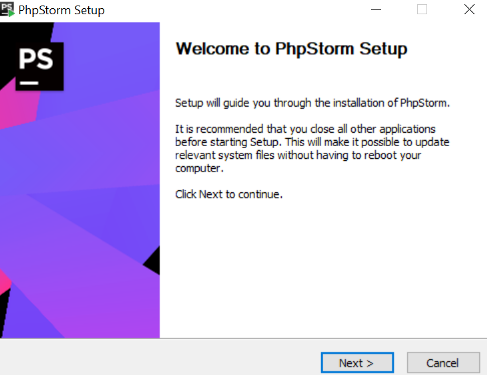 PS PhpStorm Setup
PS
Welcome to PhpStorm Setup
Setup will guide you through the installation of PhpStorm.
It is recommended that you close all other applications
before starting Setup. This will make it possible to update
relevant system files without having to reboot your
computer.
Click Next to continue.
Next >
Cancel